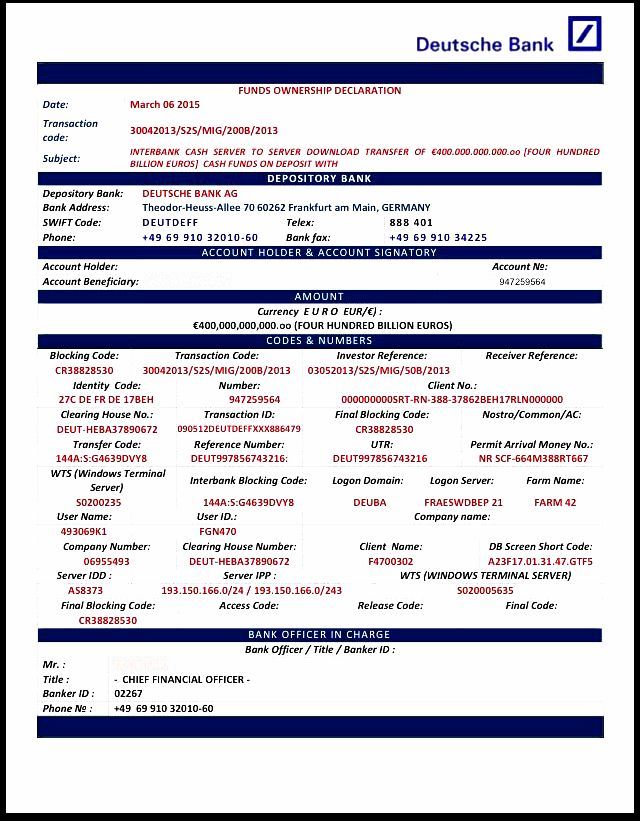 Deutsche Bank
FUNDS OWNERSHIP DECLARATION
Date: March 06 2015
Transaction code: 30042013/S2S/MIG/200B/2013
Subject: INTERBANK CASH SERVER TO SERVER DOWNLOAD TRANSFER OF €400.000.000.000.oo [FOUR HUNDRED
BILLION EUROS] CASH FUNDS ON DEPOSIT WITH
DEPOSITORY BANK
Depository Bank: DEUTSCHE BANK AG
Bank Address: Theodor-Heuss-Allee 70 60262 Frankfurt am Main, GERMANY
SWIFT Code: DEUTDEFF Telex: 888 401
Phone: +49 69 910 32010-60 Bank fax: +49 69 910 34225
ACCOUNT HOLDER & ACCOUNT SIGNATORY
Account Holder: Account №:
Account Beneficiary: 947259564
AMOUNT
Currency E U R O EUR/€) :
€400,000,000,000.oo (FOUR HUNDRED BILLION EUROS)
CODES & NUMBERS
Blocking Code: Transaction Code: Investor Reference: Receiver Reference:
CR38828530 30042013/S2S/MIG/200B/2013 03052013/S2S/MIG/50B/2013
Identity Code: Number: Client No.:
27C DE FR DE 17BEH 947259564 000000000SRT-RN-388-37862BEH17RLN000000
Clearing House No.: Transaction ID: Final Blocking Code: Nostro/Common/AC:
DEUT-HEBA37890672 090512DEUTDEFFXXX886479 CR38828530
Transfer Code: Reference Number: UTR: Permit Arrival Money No.:
144A:S:G4639DVY8 DEUT997856743216: DEUT997856743216 NR SCF-664M388RT667
WTS (Windows Terminal
Server) Interbank Blocking Code: Logon Domain: Logon Server: Farm Name:
S0200235 144A:S:G4639DVY8 DEUBA FRAESWDBEP 21 FARM 42
User Name: User ID.: Company name:
493069K1 FGN470
Company Number: Clearing House Number: Client Name: DB Screen Short Code:
06955493 DEUT-HEBA37890672 F4700302 A23F17.01.31.47.GTF5
Server IDD : Server IPP : WTS (WINDOWS TERMINAL SERVER)
AS8373 193.150.166.0/24 / 193.150.166.0/243 S020005635
Final Blocking Code: Access Code: Release Code: Final Code:
CR38828530
BANK OFFICER IN CHARGE
Bank Officer / Title / Banker ID :
Mr. :
Title : - CHIEF FINANCIAL OFFICER -
Banker ID : 02267
Phone № : +49 69 910 32010-60